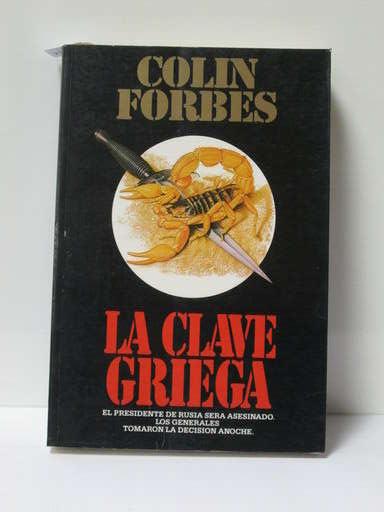 COLIN
FORBES
LA CLAVE
GRIEGA
EL PRESIDENTE DE RUSIA SERA ASESINADO.
LOS GENERALES
TOMARON LA DECISION ANOCHE.